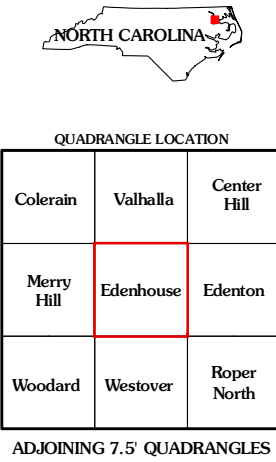 NORTH CAROLINA
QUADRANGLE LOCATION
Colerain
Valhalla
Center
Hill
Merry
Hill
Edenhouse
Edenton
Woodard
Westover
Roper
North
ADJOINING 7.5' QUADRANGLES